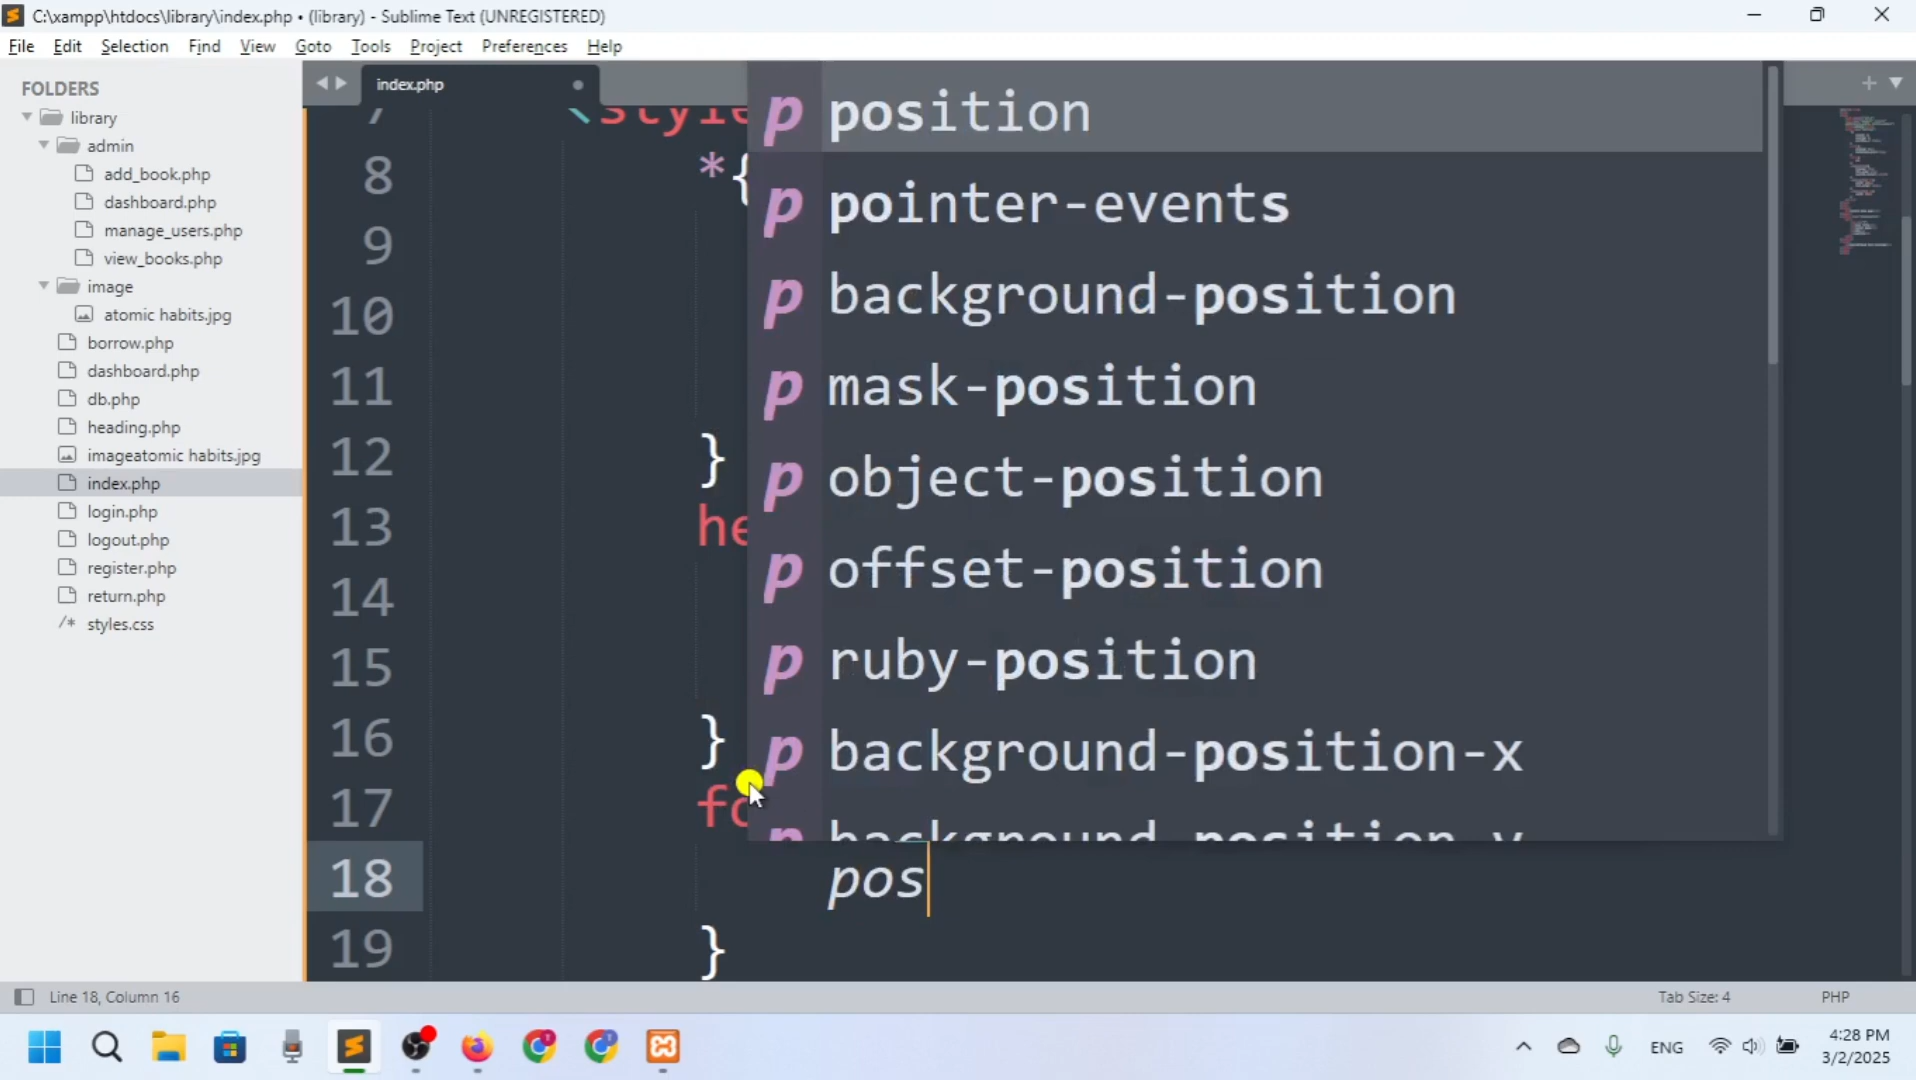 C:\xampp\htdocs\library\index.php • (library) - Sublime Text (UNREGISTERED)
File Edit Selection Find View Goto Tools Project Preferences Help
FOLDERS
library
admin
add_book.php
dashboard.php
manage_users.php
view_books.php
image
atomic habits.jpg
borrow.php
dashboard.php
db.php
heading.php
imageatomic habits.jpg
index.php
login.php
logout.php
register.php
return.php
/* styles.css
index.php
7 <style
8 *{
9
10
11
12 }
13 he
14
15
16 }
17 fo
18 pos
19 }
p position
p pointer-events
p background-position
p mask-position
p object-position
p offset-position
p ruby-position
p background-position-x
p background-position-y
Line 18, Column 16
Tab Size: 4
PHP
ENG
4:28 PM
3/2/2025